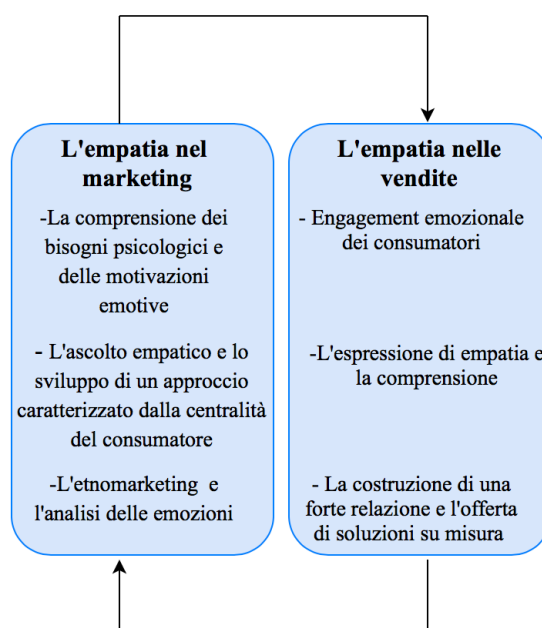 L'empatia nel
marketing
-La comprensione dei
bisogni psicologici e
delle motivazioni
emotive
- L'ascolto empatico e lo
sviluppo di un approccio
caratterizzato dalla centralità
del consumatore
-L'etnomarketing e
l'analisi delle emozioni
L'empatia nelle
vendite
- Engagement emozionale
dei consumatori
-L'espressione di empatia e
la comprensione
- La costruzione di una
forte relazione e l'offerta
di soluzioni su misura